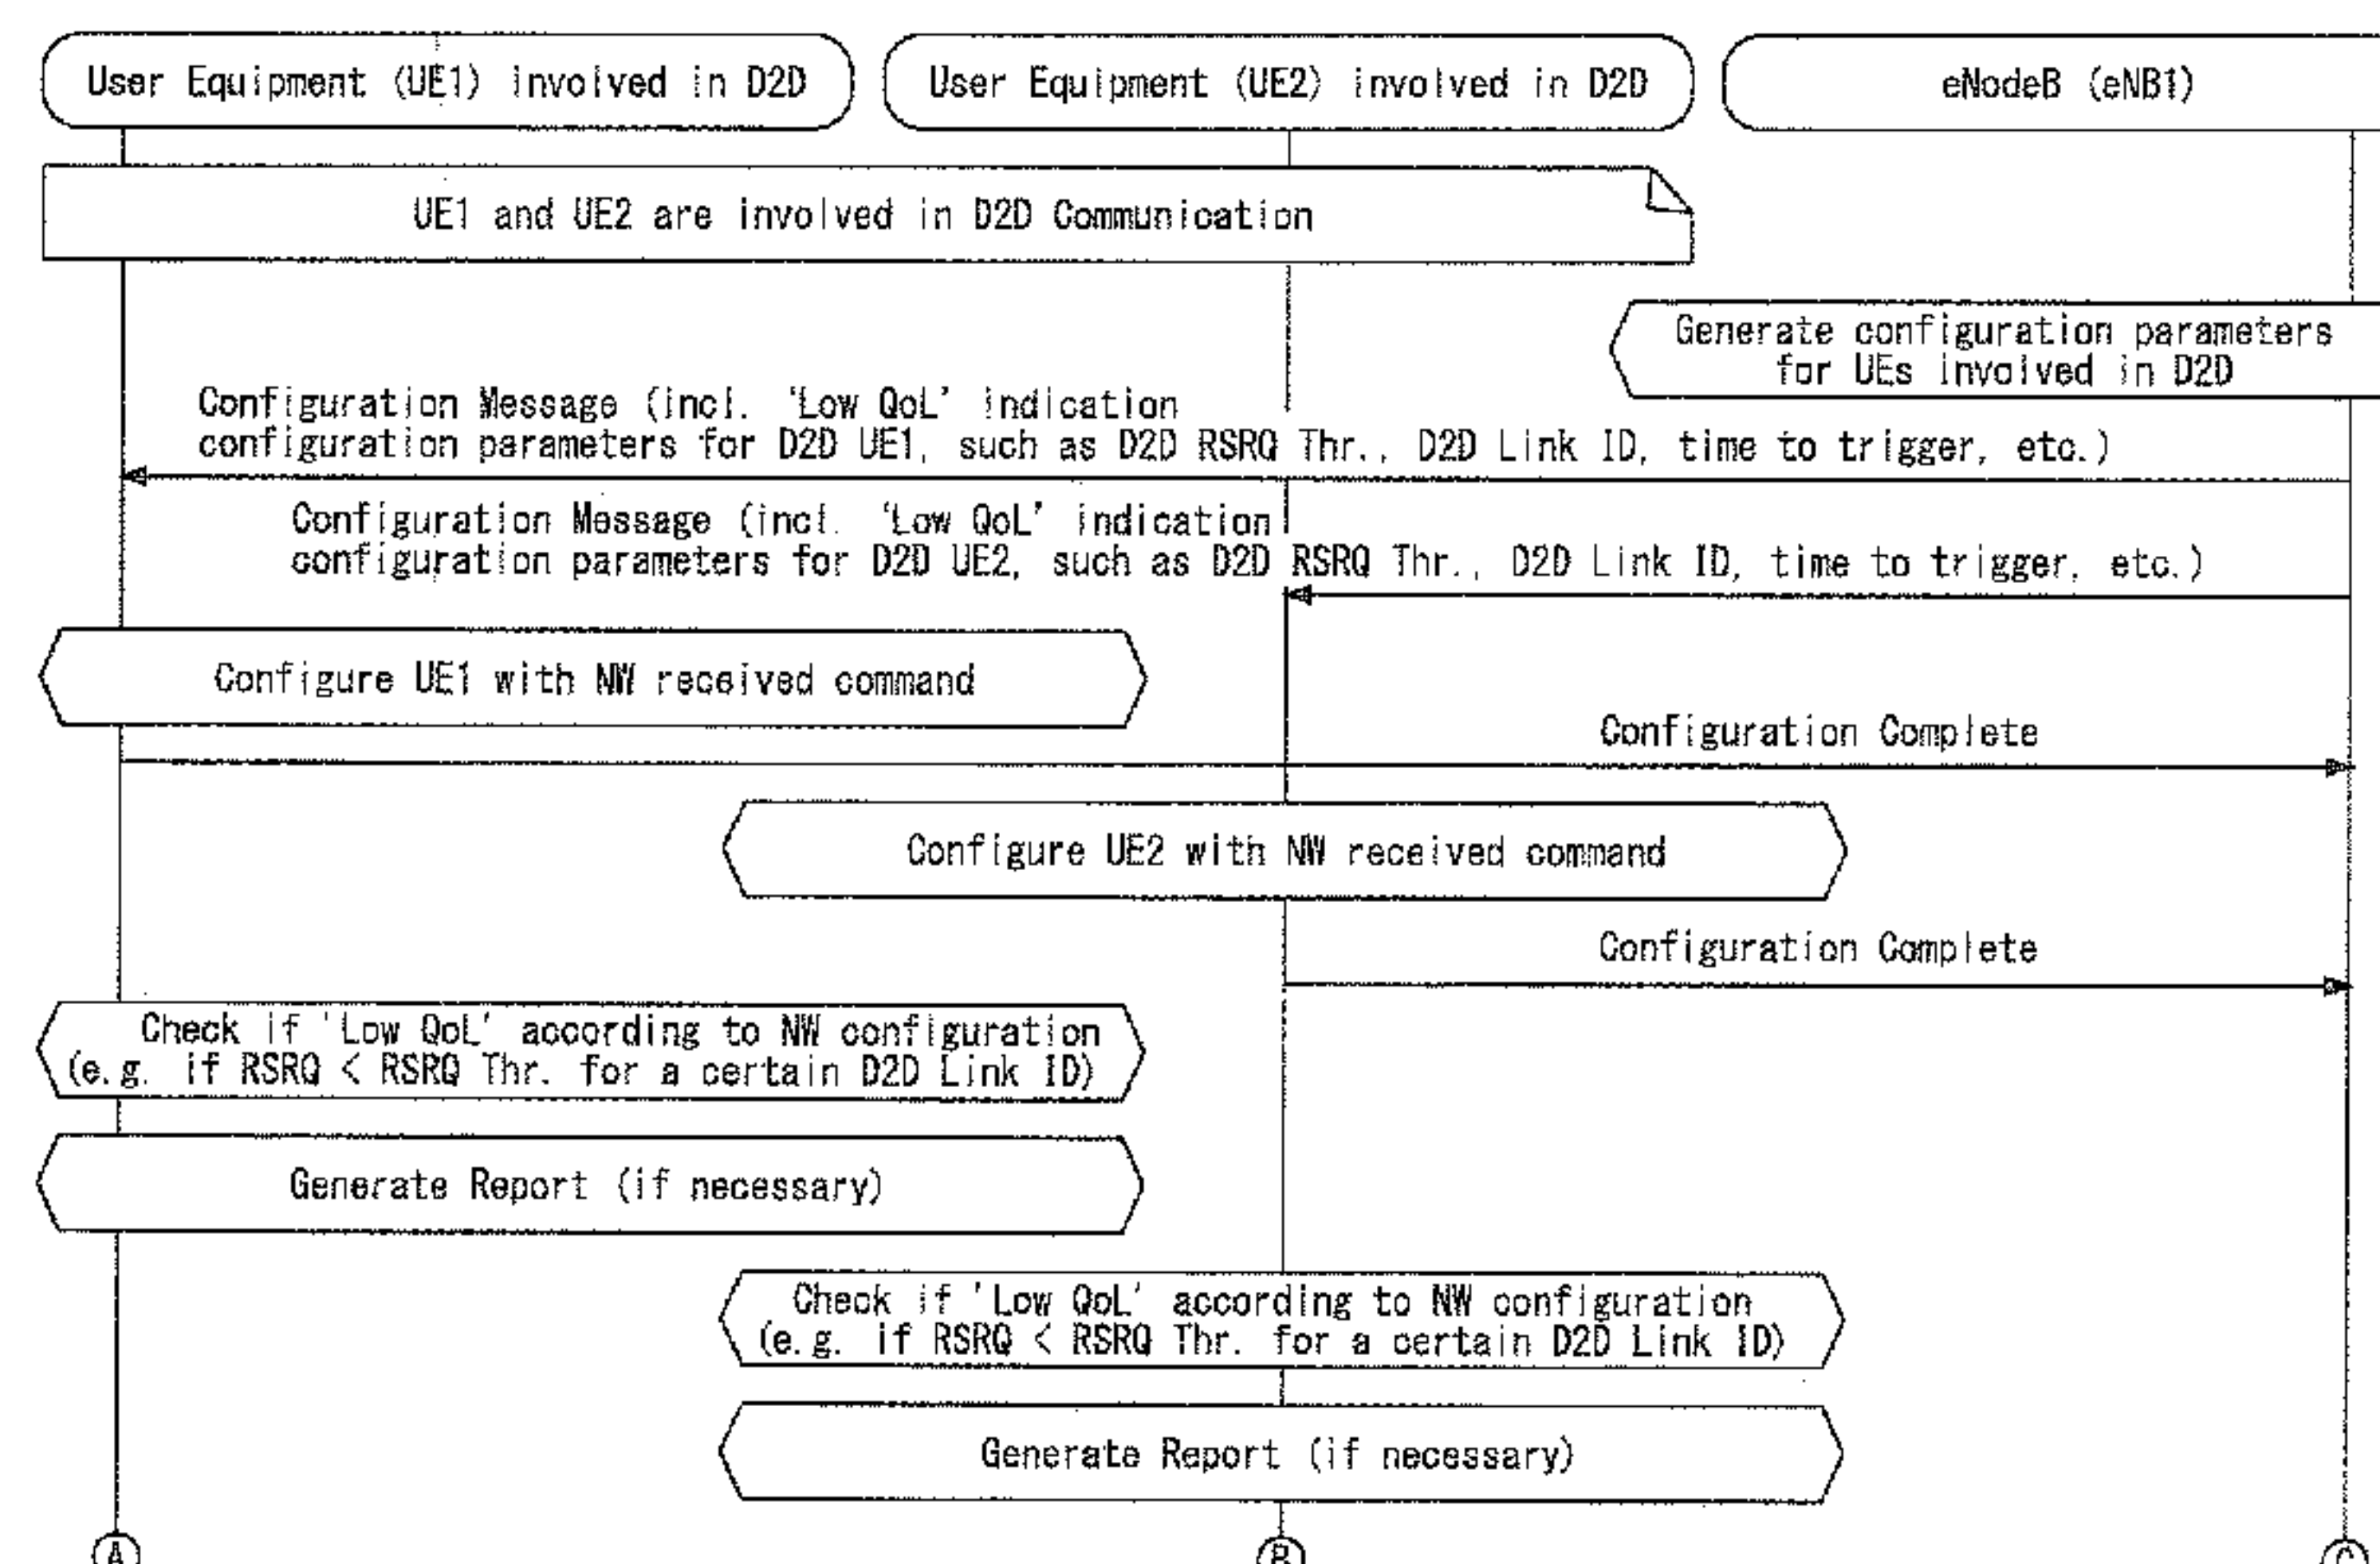 User Equipment (UE1) involved in D2D
User Equipment (UE2) involved in D2D
eNodeB (eNB1)
UE1 and UE2 are involved in D2D Communication
Generate configuration parameters
for UEs involved in D2D
Configuration Message (incl. 'Low QoL' indication
configuration parameters for D2D UE1, such as D2D RSRQ Thr., D2D Link ID, time to trigger, etc.)
Configuration Message (incl. 'Low QoL' indication
configuration parameters for D2D UE2, such as D2D RSRQ Thr., D2D Link ID, time to trigger, etc.)
Configure UE1 with NW received command
Configuration Complete
Configure UE2 with NW received command
Configuration Complete
Check if 'Low QoL' according to NW configuration
(e.g. if RSRQ < RSRQ Thr. for a certain D2D Link ID)
Generate Report (if necessary)
Check if 'Low QoL' according to NW configuration
(e.g. if RSRQ < RSRQ Thr. for a certain D2D Link ID)
Generate Report (if necessary)
A
B
C